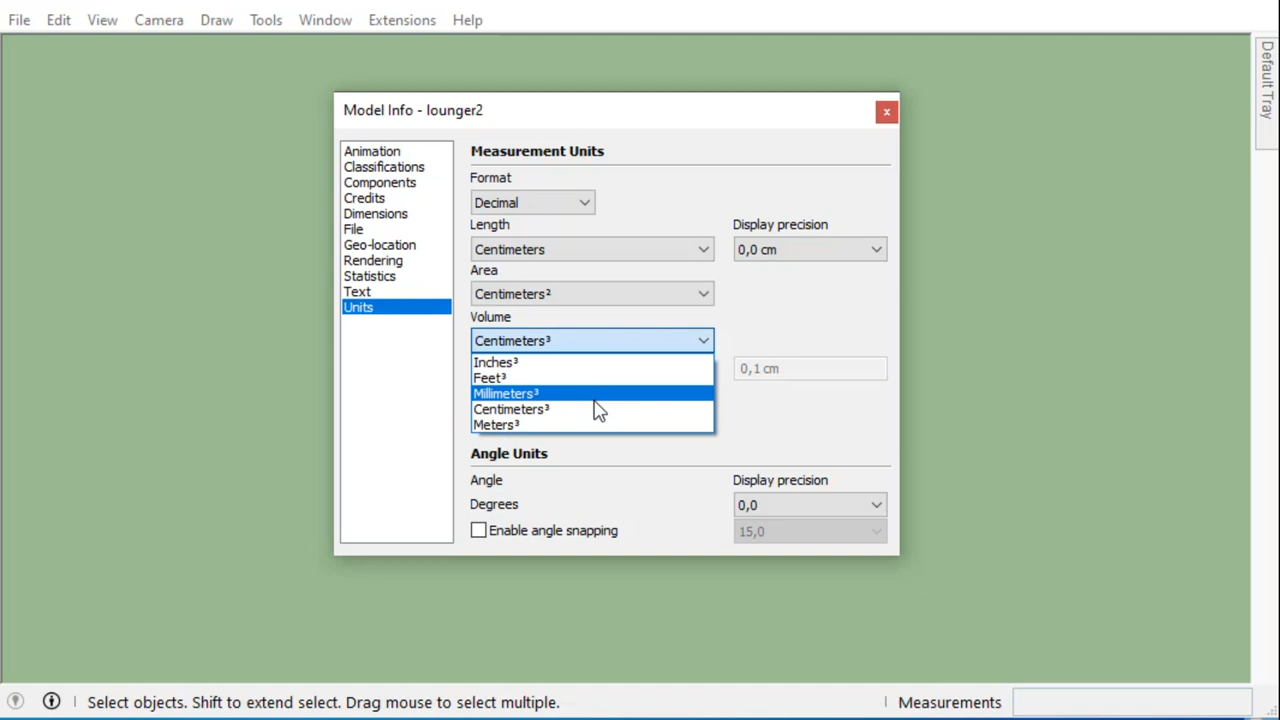 File Edit View Camera Draw Tools Window Extensions Help
Default Tray
Model Info - lounger2
x
Animation
Classifications
Components
Credits
Dimensions
File
Geo-location
Rendering
Statistics
Text
Units
Measurement Units
Format
Decimal
Length Display precision
Centimeters 0,0 cm
Area
Centimeters²
Volume
Centimeters³
Inches³
Feet³
Millimeters³
Centimeters³
Meters³
0,1 cm
Angle Units
Angle Display precision
Degrees 0,0
Enable angle snapping 15,0
Select objects. Shift to extend select. Drag mouse to select multiple. Measurements